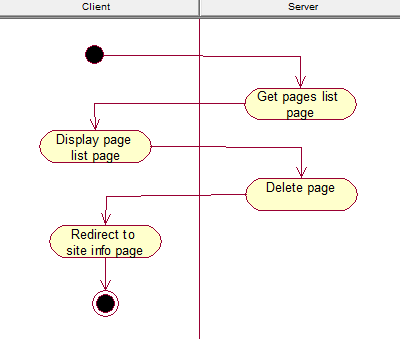 Client
Server
Get pages list
page
Display page
list page
Delete page
Redirect to
site info page